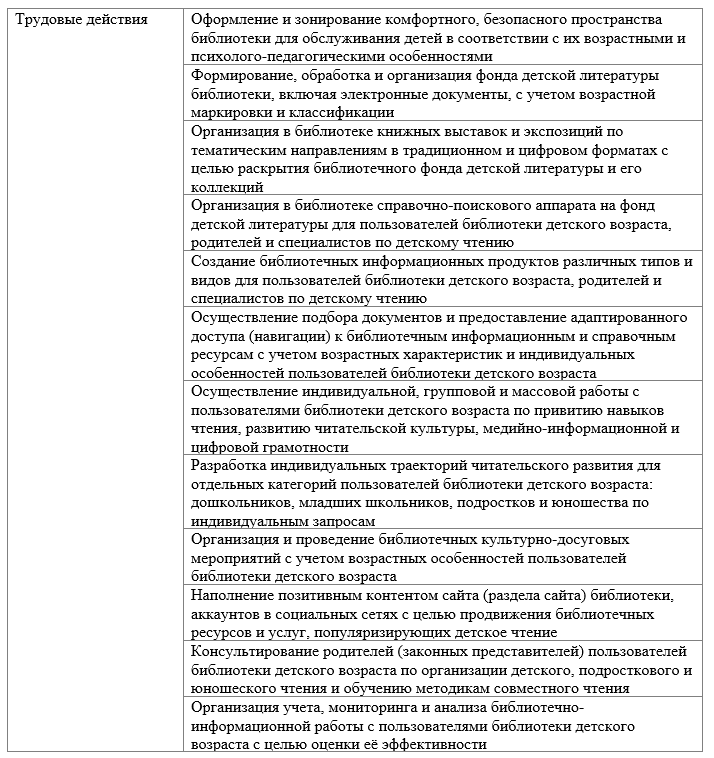 Трудовые действия
Оформление и зонирование комфортного, безопасного пространства
библиотеки для обслуживания детей в соответствии с их возрастными и
психолого-педагогическими особенностями
Формирование, обработка и организация фонда детской литературы
библиотеки, включая электронные документы, с учетом возрастной
маркировки и классификации
Организация в библиотеке книжных выставок и экспозиций по
тематическим направлениям в традиционном и цифровом форматах с
целью раскрытия библиотечного фонда детской литературы и его
коллекций
Организация в библиотеке справочно-поискового аппарата на фонд
детской литературы для пользователей библиотеки детского возраста,
родителей и специалистов по детскому чтению
Создание библиотечных информационных продуктов различных типов и
видов для пользователей библиотеки детского возраста, родителей и
специалистов по детскому чтению
Осуществление подбора документов и предоставление адаптированного
доступа (навигации) к библиотечным информационным и справочным
ресурсам с учетом возрастных характеристик и индивидуальных
особенностей пользователей библиотеки детского возраста
Осуществление индивидуальной, групповой и массовой работы с
пользователями библиотеки детского возраста по привитию навыков
чтения, развитию читательской культуры, медийно-информационной и
цифровой грамотности
Разработка индивидуальных траекторий читательского развития для
отдельных категорий пользователей библиотеки детского возраста:
дошкольников, младших школьников, подростков и юношества по
индивидуальным запросам
Организация и проведение библиотечных культурно-досуговых
мероприятий с учетом возрастных особенностей пользователей
библиотеки детского возраста
Наполнение позитивным контентом сайта (раздела сайта) библиотеки,
аккаунтов в социальных сетях с целью продвижения библиотечных
ресурсов и услуг, популяризирующих детское чтение
Консультирование родителей (законных представителей) пользователей
библиотеки детского возраста по организации детского, подросткового и
юношеского чтения и обучению методикам совместного чтения
Организация учета, мониторинга и анализа библиотечно-
информационной работы с пользователями библиотеки детского
возраста с целью оценки её эффективности